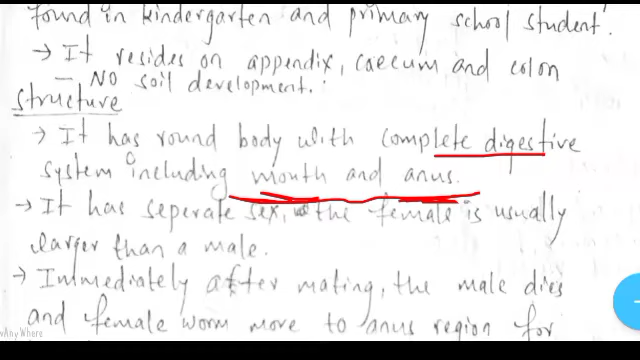 found in kindergarten and primary school student.
→ It resides on appendix, caecum and colon
— No soil development.
structure
→ It has round body with complete digestive
system including mouth and anus.
→ It has seperate sex, the female is usually
larger than a male.
→ Immediately after mating, the male dies
and female worm move to anus region for
AnyWhere